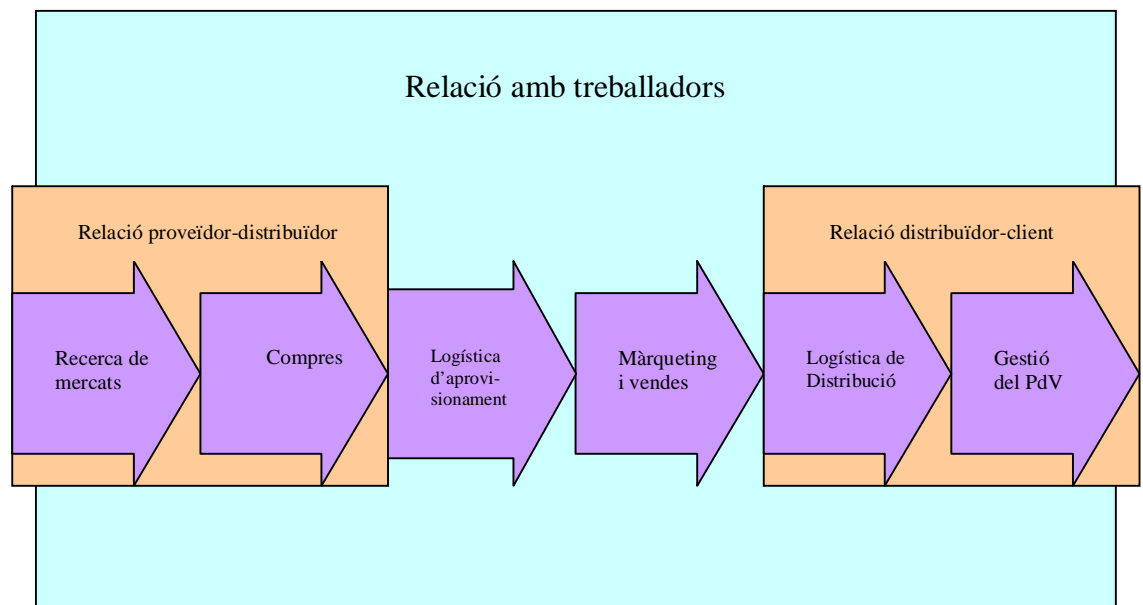 Relació amb treballadors
Relació proveïdor-distribuïdor
Relació distribuïdor-client
Recerca de
mercats
Compres
Logística
d’aprovi-
sionament
Màrqueting
i vendes
Logística de
Distribució
Gestió
del PdV